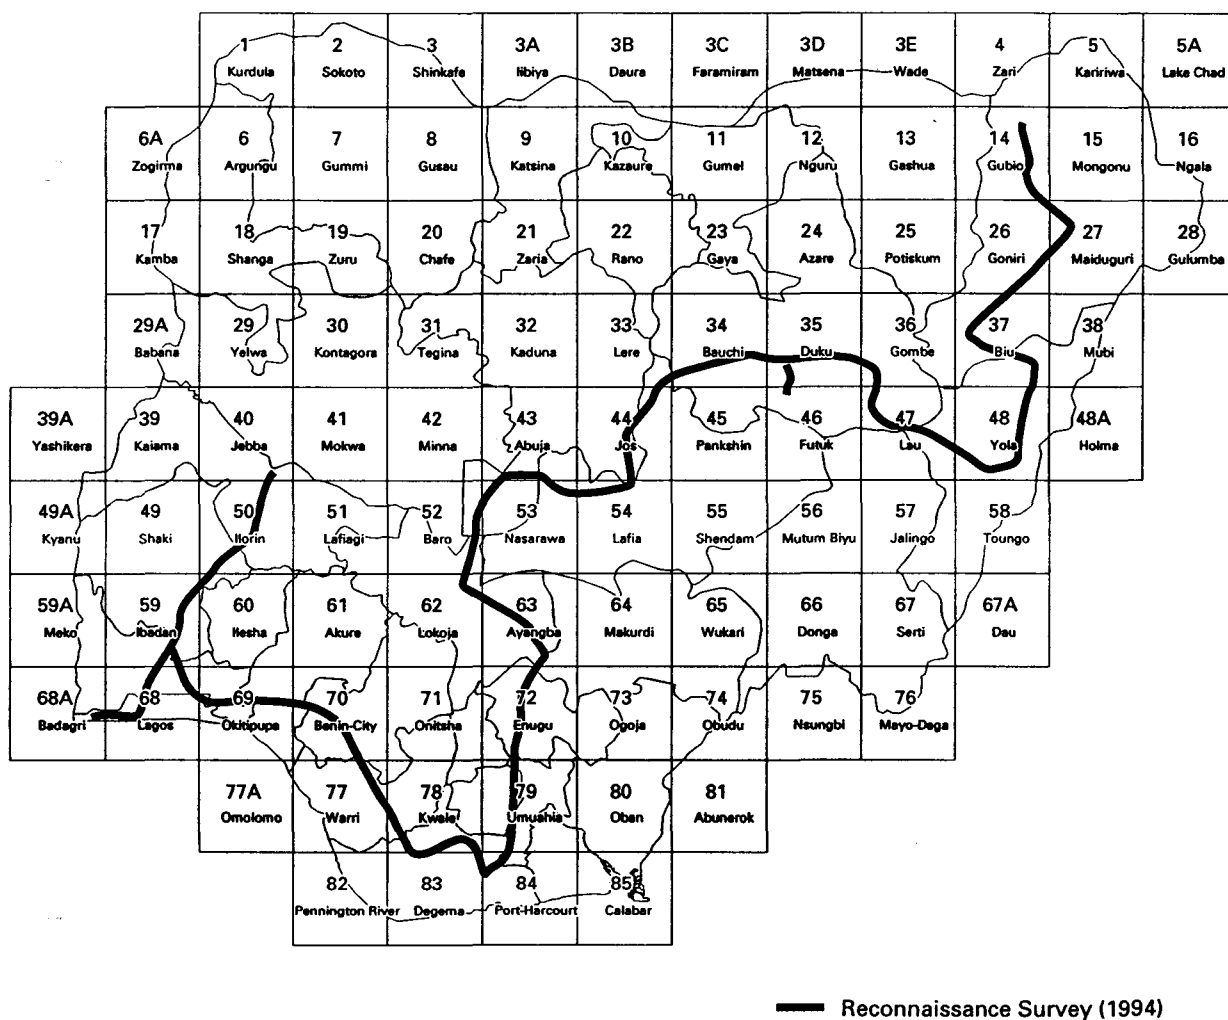 1 2 3 3A 3B 3C 3D 3E 4 5 5A
Kurdula Sokoto Shinkafe Iibiya Daura Faramiram Matsena Wade Zari Kaririwa Lake Chad
6A 6 7 8 9 10 11 12 13 14 15 16
Zogirma Argungu Gummi Gusau Katsina Kazaure Gumel Nguru Gashua Gubio Mongonu Ngala
17 18 19 20 21 22 23 24 25 26 27 28
Kamba Shanga Zuru Chafe Zaria Rano Gaya Azare Potiskum Goniri Maiduguri Gulumba
29A 29 30 31 32 33 34 35 36 37 38
Babana Yelwa Kontagora Tegina Kaduna Lere Bauchi Duku Gombe Biu Mubi
39A 39 40 41 42 43 44 45 46 47 48 48A
Yashikera Kaiama Jebba Mokwa Minna Abuja Jos Pankshin Futuk Lau Yola Holma
49A 49 50 51 52 53 54 55 56 57 58
Kyanu Shaki Ilorin Lafiagi Baro Nasarawa Lafia Shendam Mutum Biyu Jalingo Toungo
59A 59 60 61 62 63 64 65 66 67 67A
Meko Ibadan Ilesha Akure Lokoja Ayangba Makurdi Wukari Donga Serti Dau
68A 68 69 70 71 72 73 74 75 76
Badagri Lagos Okitipupa Benin-City Onitsha Enugu Ogoja Obudu Nsungbi Mayo-Daga
77A 77 78 79 80 81
Omolomo Warri Kwale Umuahia Oban Abunerok
82 83 84 85
Pennington River Degema Port-Harcourt Calabar
Reconnaissance Survey (1994)